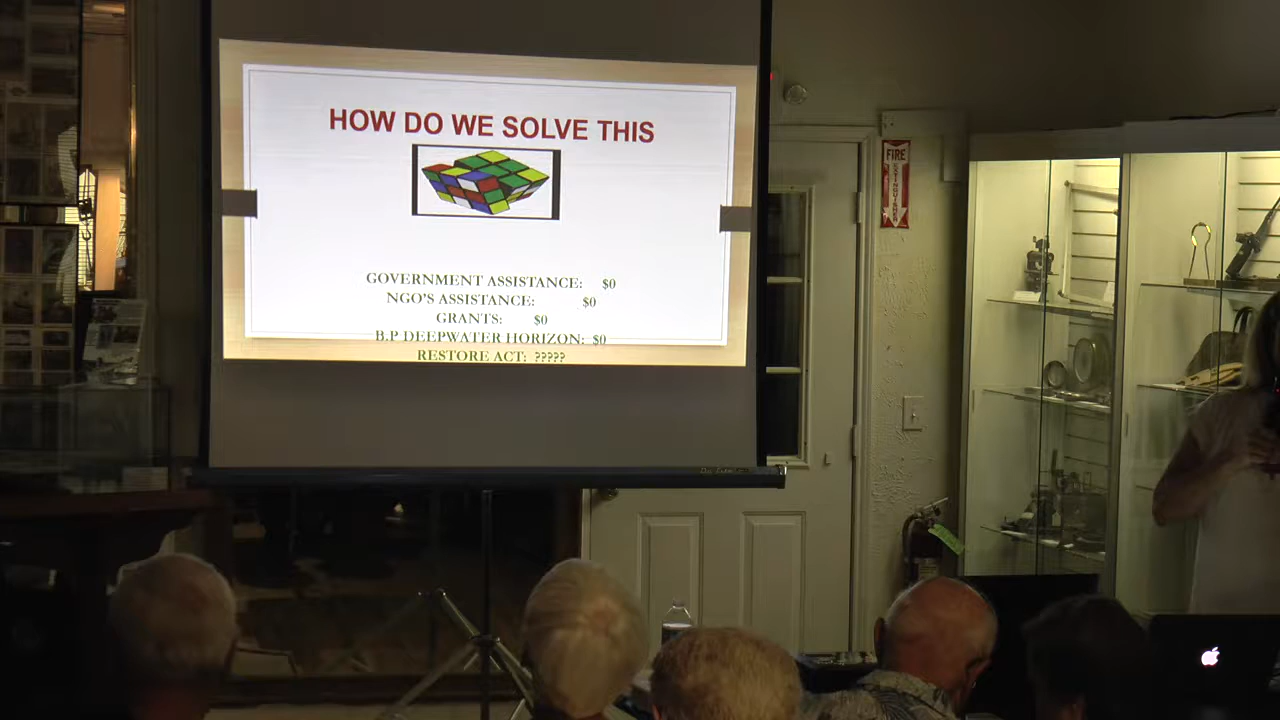 HOW DO WE SOLVE THIS
GOVERNMENT ASSISTANCE: $0
NGO'S ASSISTANCE: $0
GRANTS: $0
B.P DEEPWATER HORIZON: $0
RESTORE ACT: ?????
FIRE
EXTINGUISHER